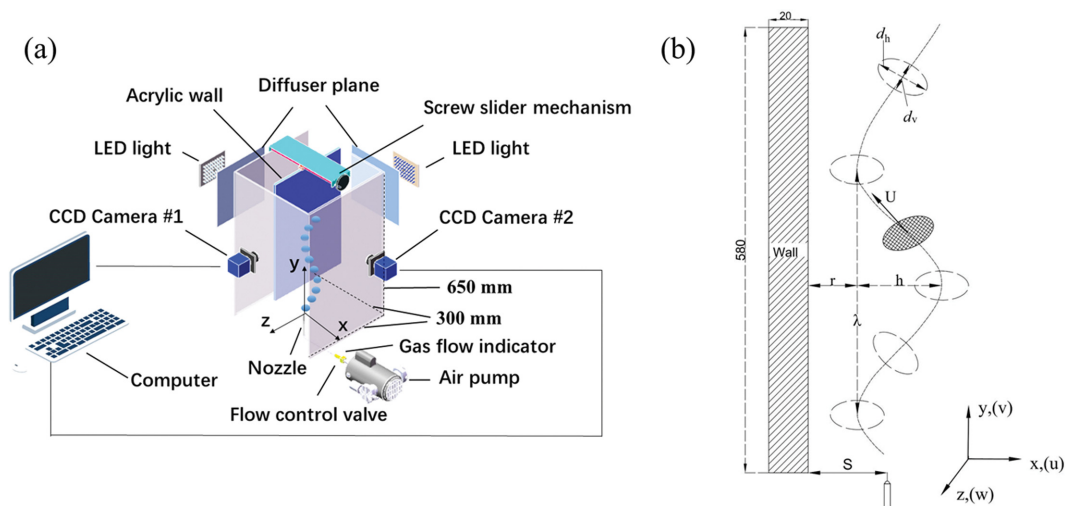 (a)
Diffuser plane
Acrylic wall
Screw slider mechanism
LED light
LED light
CCD Camera #1
CCD Camera #2
y
650 mm
300 mm
z
x
Nozzle
Gas flow indicator
Computer
Air pump
Flow control valve
(b)
20
d_h
d_v
U
580
Wall
r
h
λ
S
y,(v)
x,(u)
z,(w)